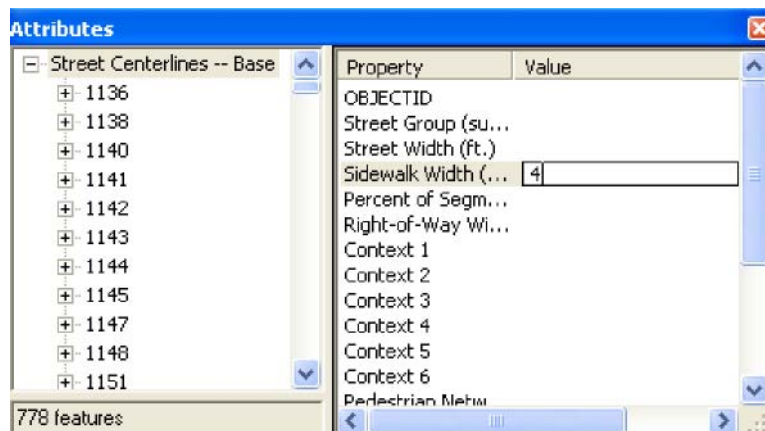 Attributes
Street Centerlines -- Base
1136
1138
1140
1141
1142
1143
1144
1145
1147
1148
1151
778 features
Property Value
OBJECTID
Street Group (su...
Street Width (ft.)
Sidewalk Width (... 4
Percent of Segm...
Right-of-Way Wi...
Context 1
Context 2
Context 3
Context 4
Context 5
Context 6
Pedestrian Netw